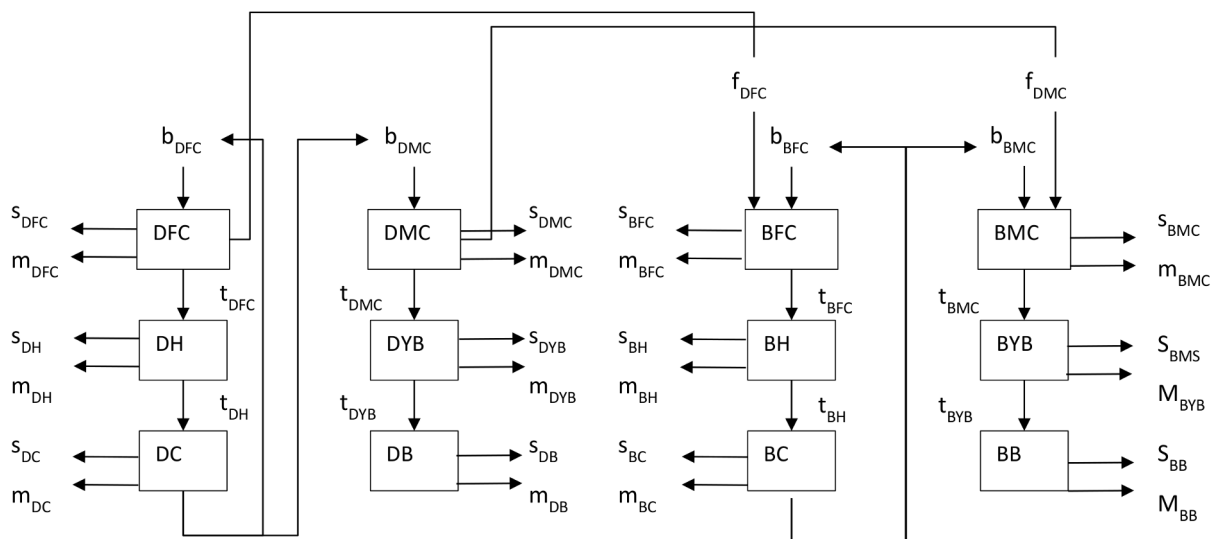 f_DFC f_DMC
b_DFC b_DMC b_BFC b_BMC
s_DFC DFC DMC s_DMC s_BFC BFC BMC s_BMC
m_DFC m_DMC m_BFC m_BMC
t_DFC t_DMC t_BFC t_BMC
s_DH DH DYB s_DYB s_BH BH BYB S_BMS
m_DH m_DYB m_BH M_BYB
t_DH t_DYB t_BH t_BYB
s_DC DC DB s_DB s_BC BC BB S_BB
m_DC m_DB m_BC M_BB